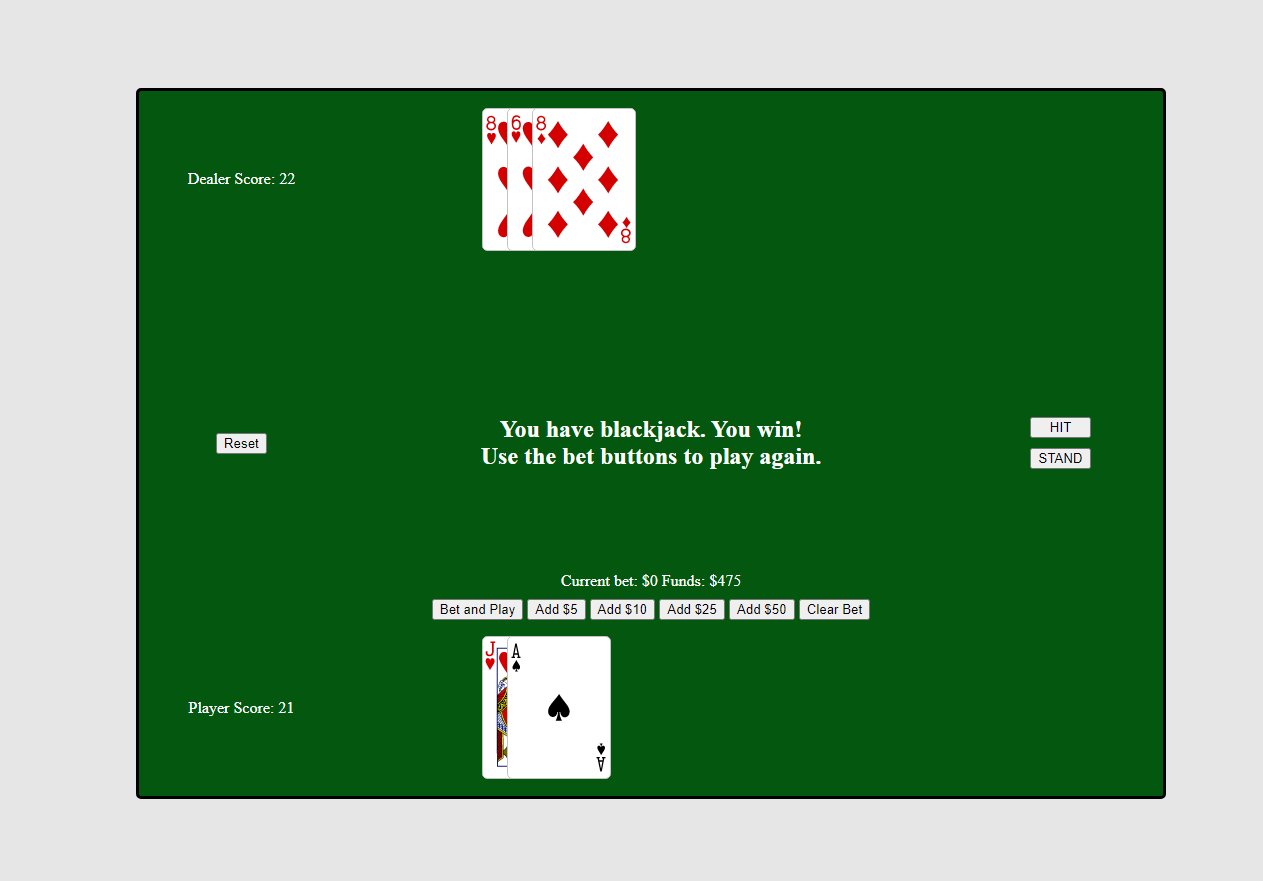 8 6 8
Dealer Score: 22
8
You have blackjack. You win!
HIT
Reset
Use the bet buttons to play again.
STAND
Current bet: $0 Funds: $475
Bet and Play Add $5 Add $10 Add $25 Add $50 Clear Bet
J A
Player Score: 21
A